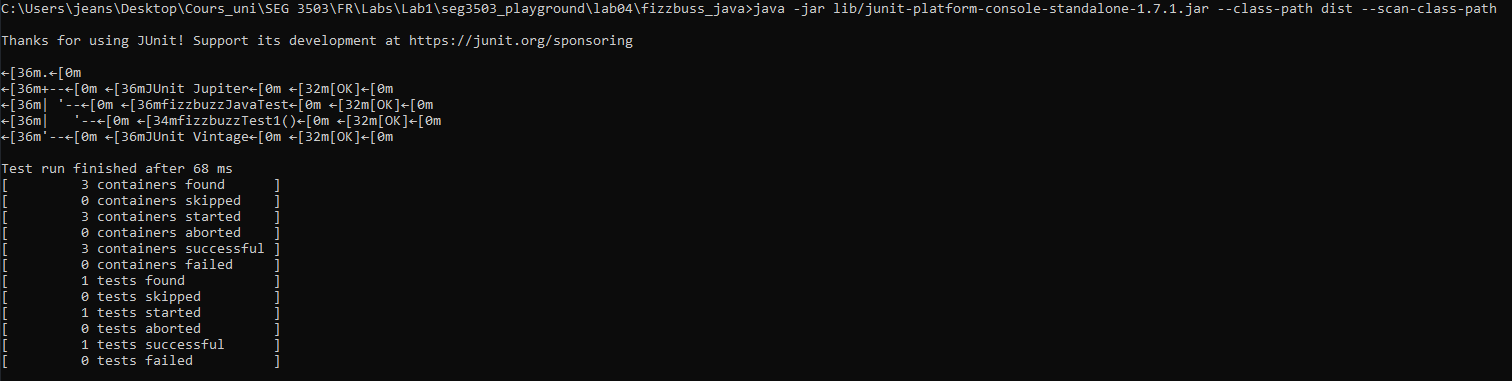 C:\Users\jeans\Desktop\Cours_uni\SEG 3503\FR\Labs\Lab1\seg3503_playground\lab04\fizzbuss_java>java -jar lib/junit-platform-console-standalone-1.7.1.jar --class-path dist --scan-class-path

Thanks for using JUnit! Support its development at https://junit.org/sponsoring

←[36m.←[0m
←[36m+--←[0m ←[36mJUnit Jupiter←[0m ←[32m[OK]←[0m
←[36m| '--←[0m ←[36mfizzbuzzJavaTest←[0m ←[32m[OK]←[0m
←[36m|   '--←[0m ←[34mfizzbuzzTest1()←[0m ←[32m[OK]←[0m
←[36m'--←[0m ←[36mJUnit Vintage←[0m ←[32m[OK]←[0m

Test run finished after 68 ms
[         3 containers found      ]
[         0 containers skipped    ]
[         3 containers started    ]
[         0 containers aborted    ]
[         3 containers successful ]
[         0 containers failed     ]
[         1 tests found           ]
[         0 tests skipped         ]
[         1 tests started         ]
[         0 tests aborted         ]
[         1 tests successful      ]
[         0 tests failed          ]